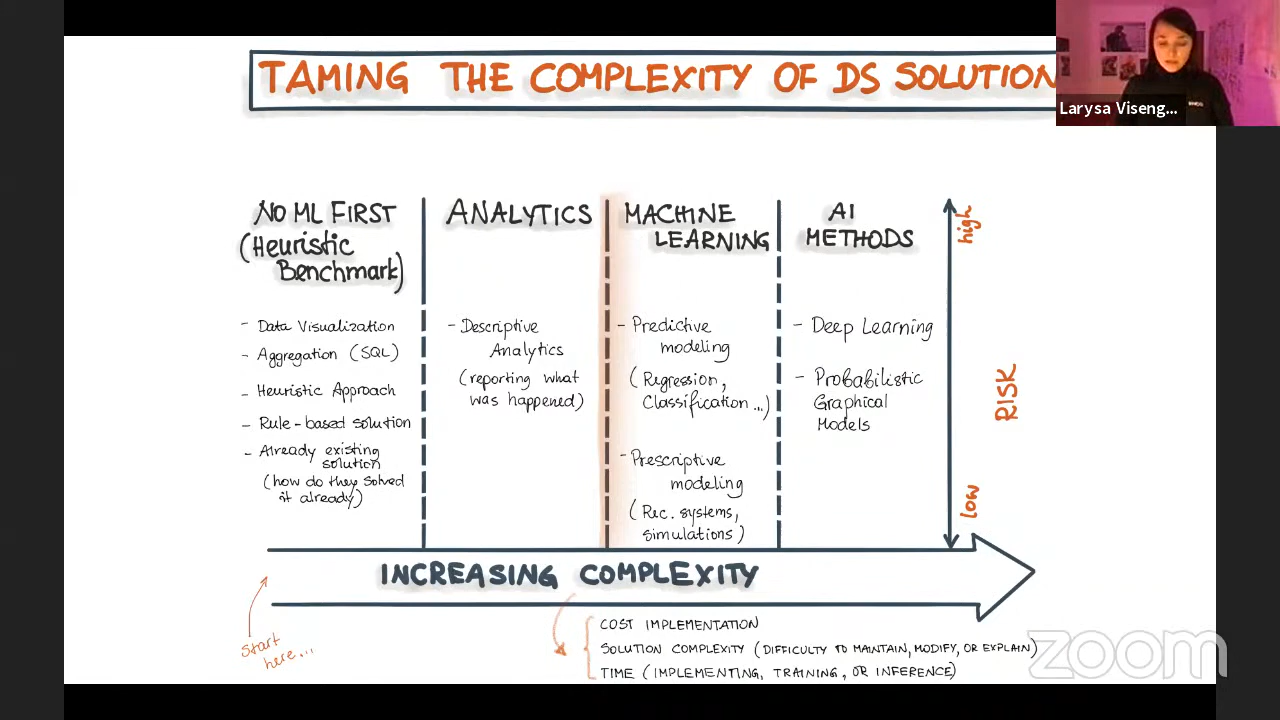 TAMING THE COMPLEXITY OF DS SOLUTION
Larysa Viseng...
NO ML FIRST
(Heuristic
Benchmark)
- Data Visualization
- Aggregation (SQL)
- Heuristic Approach
- Rule-based solution
- Already existing
solution
(how do they solved
it already)
ANALYTICS
- Descriptive
Analytics
(reporting what
was happened)
MACHINE
LEARNING
- Predictive
modeling
(Regression,
Classification...)
- Prescriptive
modeling
(Rec. systems,
simulations)
AI
METHODS
- Deep Learning
- Probabilistic
Graphical
Models
high
RISK
low
INCREASING COMPLEXITY
Start
here...
COST IMPLEMENTATION
SOLUTION COMPLEXITY (DIFFICULTY TO MAINTAIN, MODIFY, OR EXPLAIN)
TIME (IMPLEMENTING, TRAINING, OR INFERENCE)
zoom